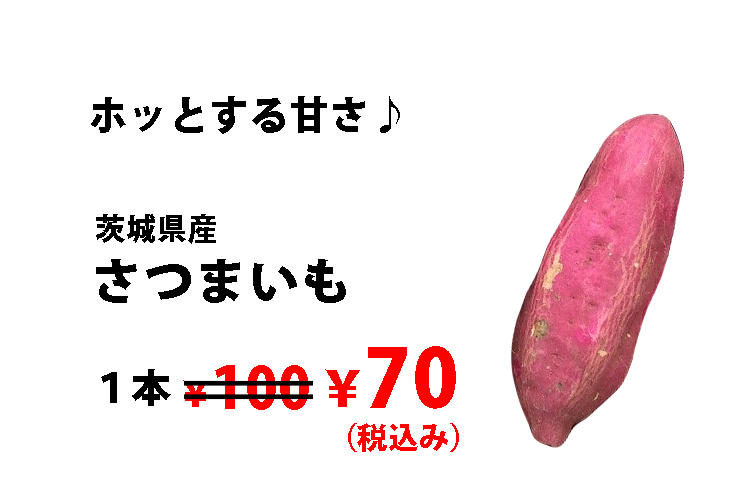 ホッとする甘さ♪
茨城県産
さつまいも
1本 ¥100 ¥70
(税込み)